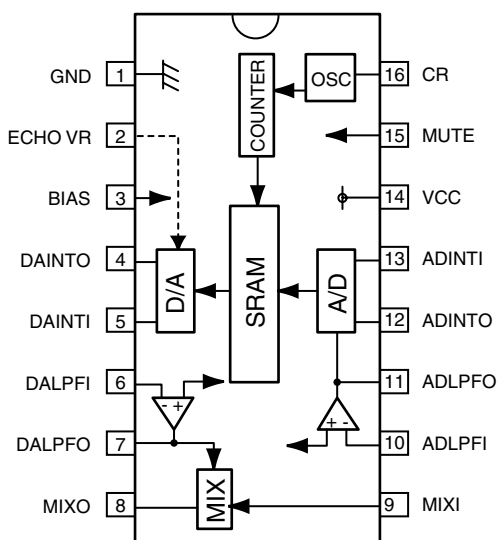 GND 1
ECHO VR 2
BIAS 3
DAINTO 4
DAINTI 5
DALPFI 6
DALPFO 7
MIXO 8
COUNTER
OSC
D/A
SRAM
A/D
- +
+ -
MIX
16 CR
15 MUTE
14 VCC
13 ADINTI
12 ADINTO
11 ADLPFO
10 ADLPFI
9 MIXI